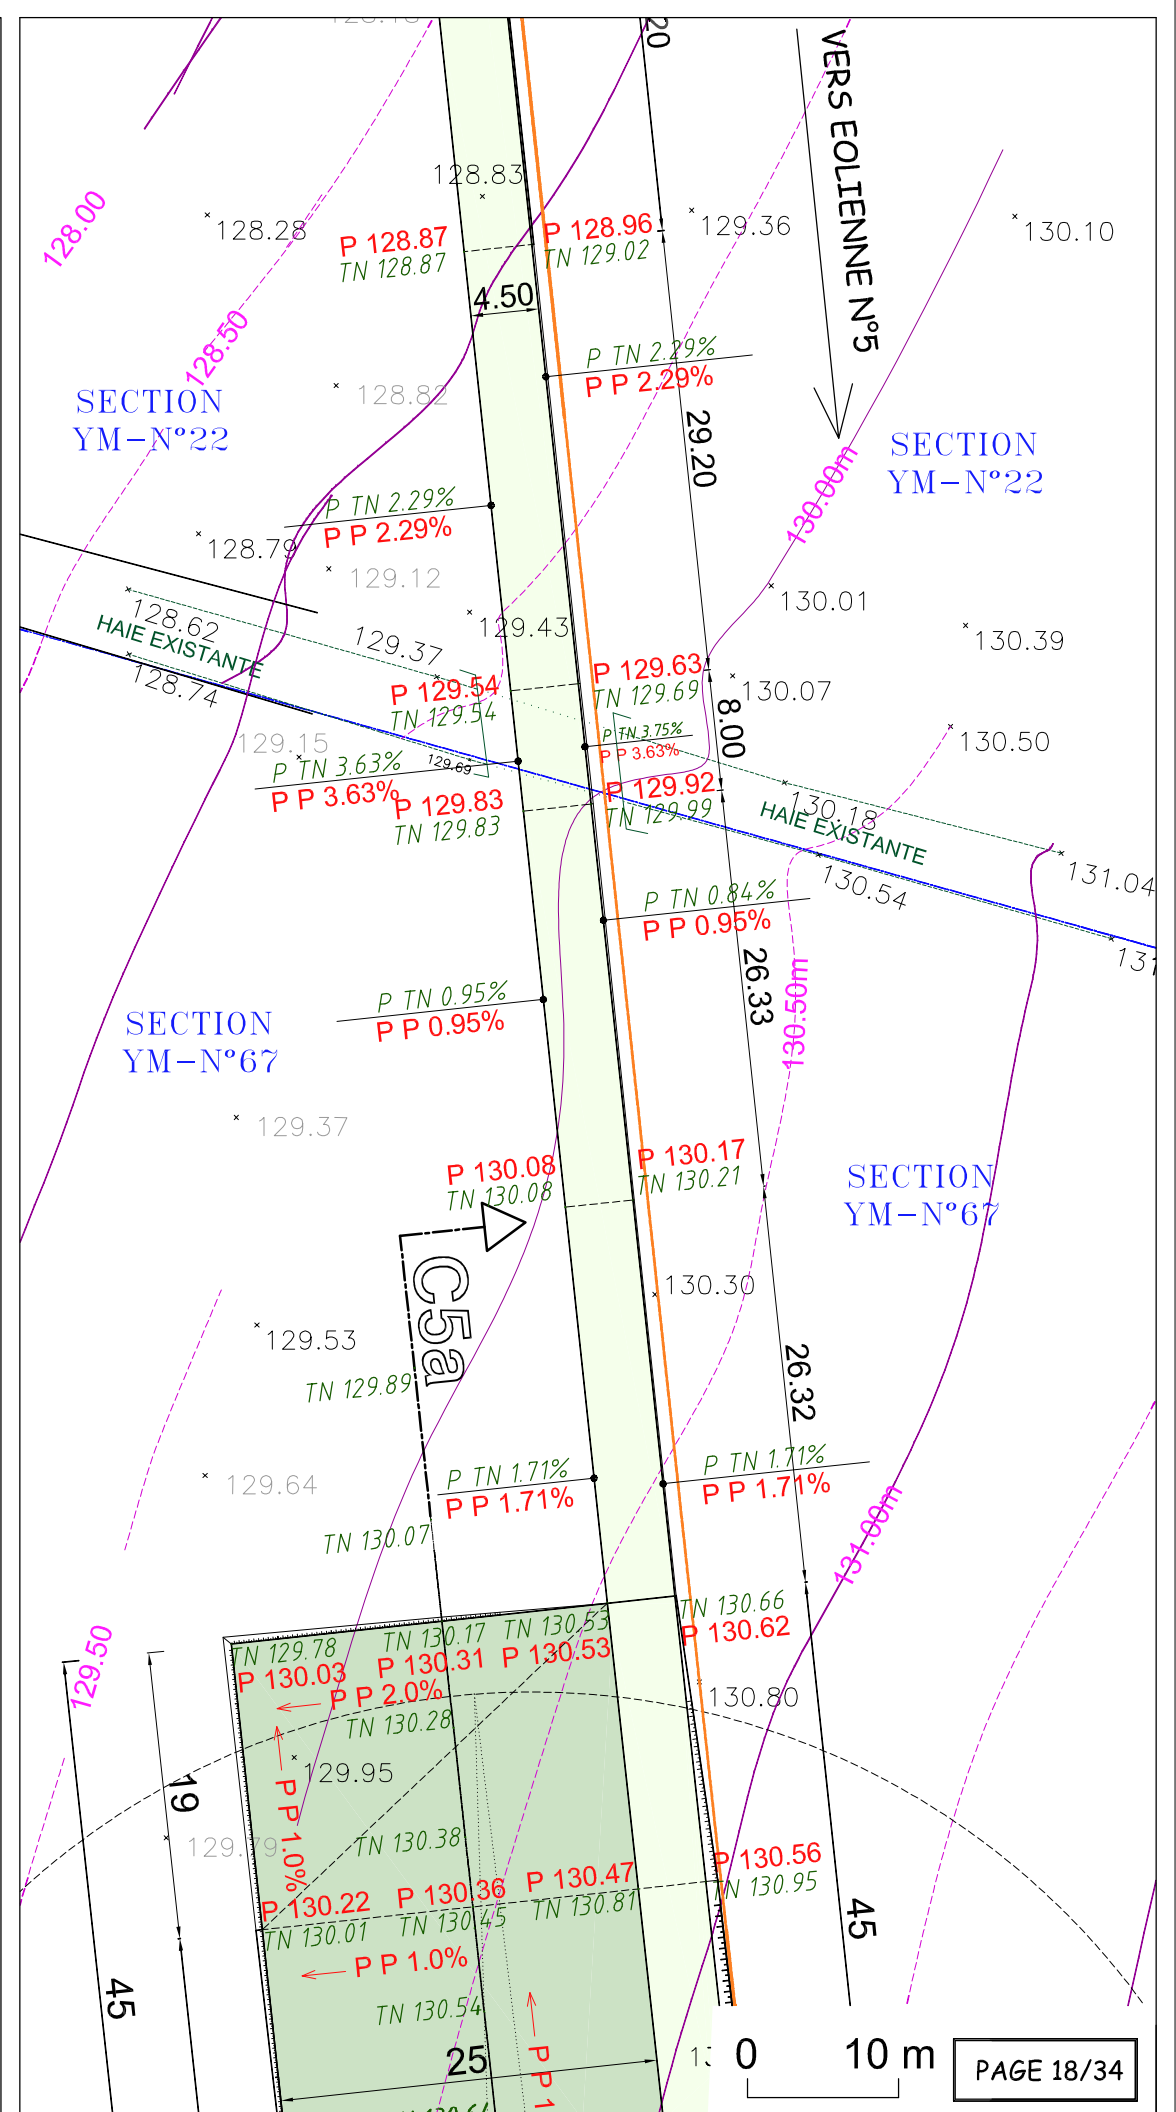 20
VERS EOLIENNE N°5
128.83
128.28
129.36
130.10
128.00
P 128.87
TN 128.87
P 128.96
TN 129.02
4.50
128.50
P TN 2.29%
P P 2.29%
128.82
SECTION
YM-N°22
29.20
SECTION
YM-N°22
130.00m
P TN 2.29%
P P 2.29%
128.79
129.12
128.62
HAIE EXISTANTE
129.37
129.43
130.01
130.39
128.74
P 129.54
TN 129.54
P 129.63
TN 129.69
130.07
8.00
129.15
P TN 3.75%
P P 3.63%
130.50
P TN 3.63%
P P 3.63%
129.69
P 129.83
TN 129.83
P 129.92
TN 129.99
130.18
HAIE EXISTANTE
130.54
131.04
P TN 0.84%
P P 0.95%
26.33
130.50m
P TN 0.95%
P P 0.95%
SECTION
YM-N°67
129.37
P 130.08
TN 130.08
P 130.17
TN 130.21
SECTION
YM-N°67
C5a
130.30
129.53
TN 129.89
26.32
P TN 1.71%
P P 1.71%
P TN 1.71%
P P 1.71%
129.64
131.00m
TN 130.07
TN 130.66
P 130.62
TN 129.78
TN 130.17
TN 130.53
P 130.03
P 130.31
P 130.53
129.50
P P 2.0%
TN 130.28
130.80
129.95
19
P P 1.0%
129.79
TN 130.38
P 130.56
TN 130.95
P 130.22
P 130.36
P 130.47
TN 130.01
TN 130.45
TN 130.81
45
P P 1.0%
45
TN 130.54
25
P P 1
0
10 m
PAGE 18/34